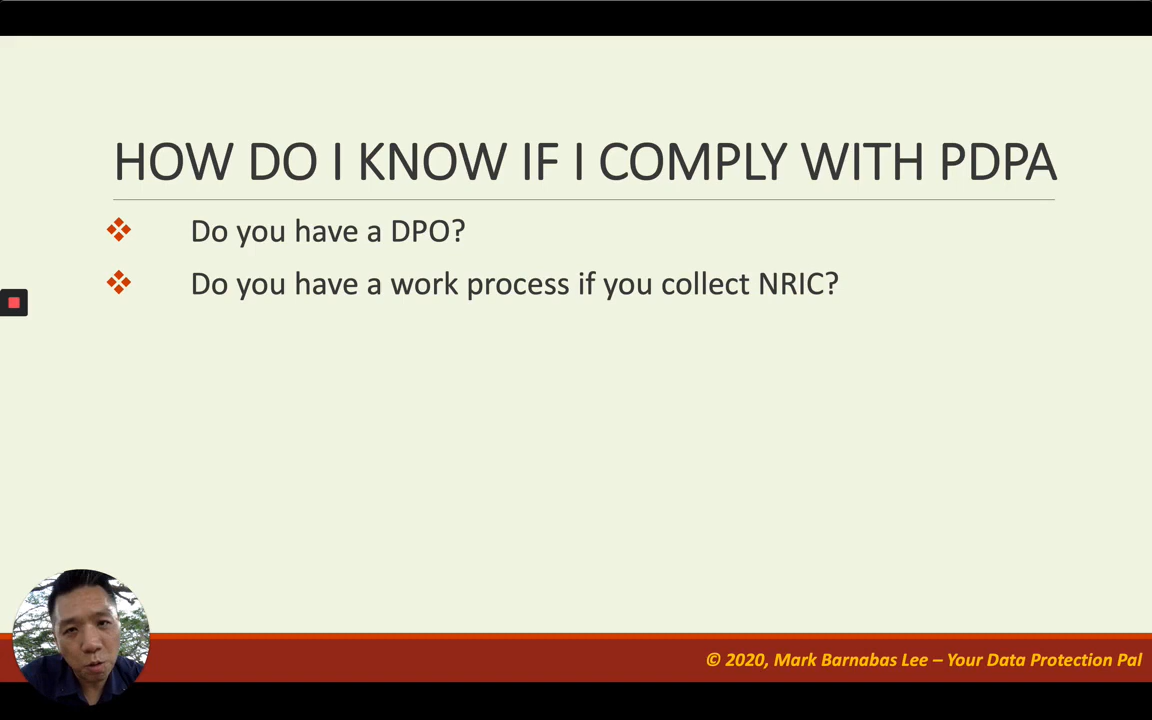 HOW DO I KNOW IF I COMPLY WITH PDPA
Do you have a DPO?
Do you have a work process if you collect NRIC?
© 2020, Mark Barnabas Lee – Your Data Protection Pal